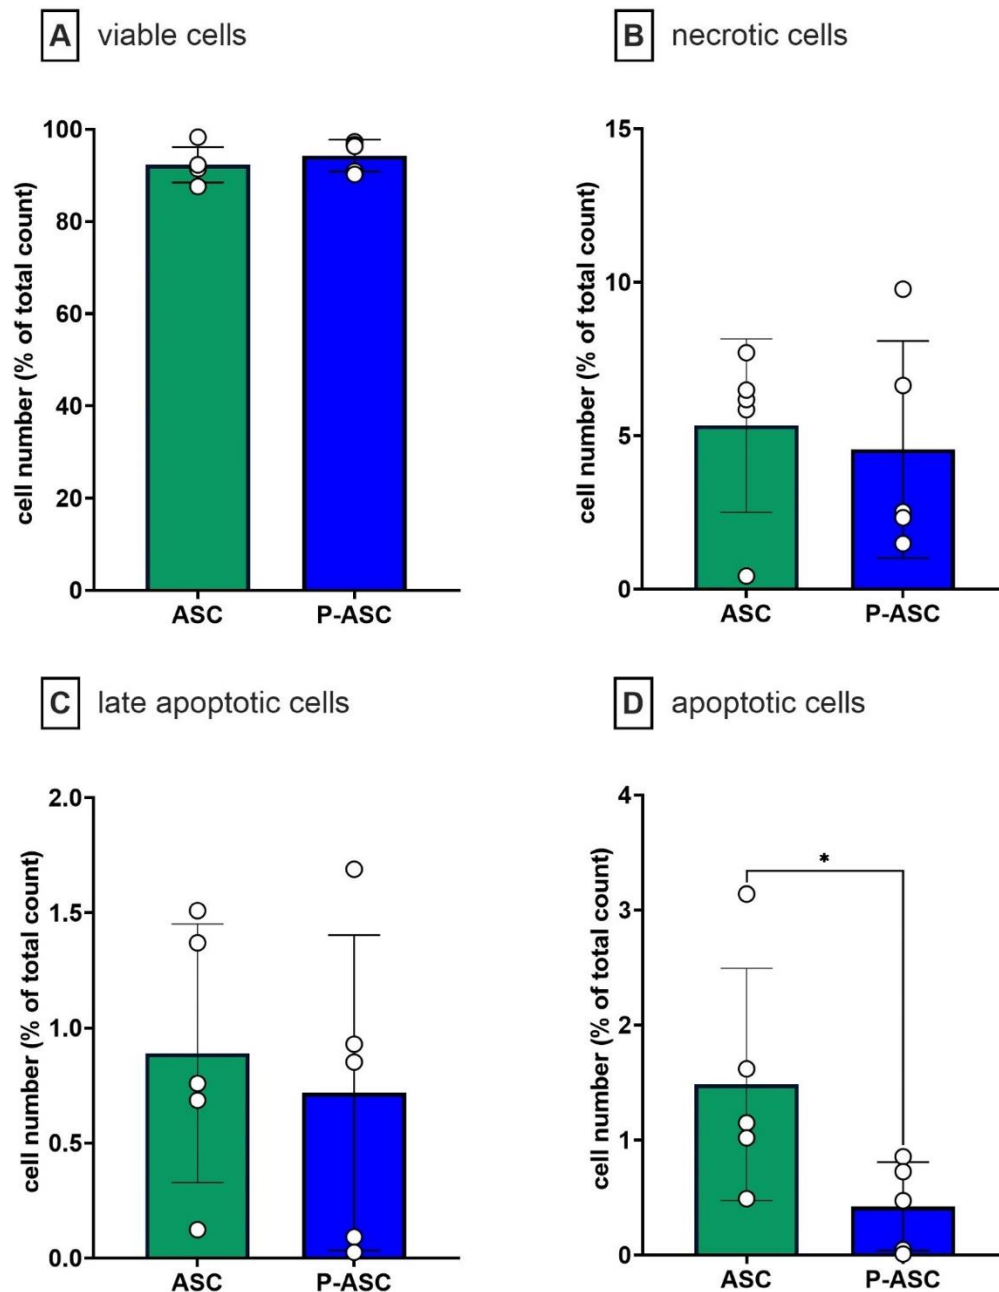 A viable cells
cell number (% of total count)
100
80
60
40
20
0
ASC P-ASC
B necrotic cells
cell number (% of total count)
15
10
5
0
ASC P-ASC
C late apoptotic cells
cell number (% of total count)
2.0
1.5
1.0
0.5
0.0
ASC P-ASC
D apoptotic cells
cell number (% of total count)
4
3
2
1
0
*
ASC P-ASC